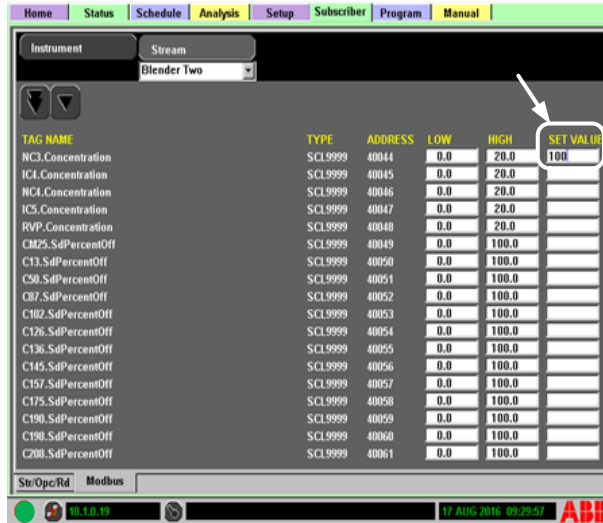 Home Status Schedule Analysis Setup Subscriber Program Manual
Instrument Stream
Blender Two
TAG NAME TYPE ADDRESS LOW HIGH SET VALUE
NC3.Concentration SCL9999 40044 0.0 20.0 100
IC4.Concentration SCL9999 40045 0.0 20.0
NC4.Concentration SCL9999 40046 0.0 20.0
IC5.Concentration SCL9999 40047 0.0 20.0
RVP.Concentration SCL9999 40048 0.0 20.0
CM25.SdPercentOff SCL9999 40049 0.0 100.0
C13.SdPercentOff SCL9999 40050 0.0 100.0
C50.SdPercentOff SCL9999 40051 0.0 100.0
C87.SdPercentOff SCL9999 40052 0.0 100.0
C102.SdPercentOff SCL9999 40053 0.0 100.0
C126.SdPercentOff SCL9999 40054 0.0 100.0
C136.SdPercentOff SCL9999 40055 0.0 100.0
C145.SdPercentOff SCL9999 40056 0.0 100.0
C157.SdPercentOff SCL9999 40057 0.0 100.0
C175.SdPercentOff SCL9999 40058 0.0 100.0
C190.SdPercentOff SCL9999 40059 0.0 100.0
C198.SdPercentOff SCL9999 40060 0.0 100.0
C208.SdPercentOff SCL9999 40061 0.0 100.0
Str/Opc/Rd Modbus
10.1.0.19 17 AUG 2016 09:29:57 ABB